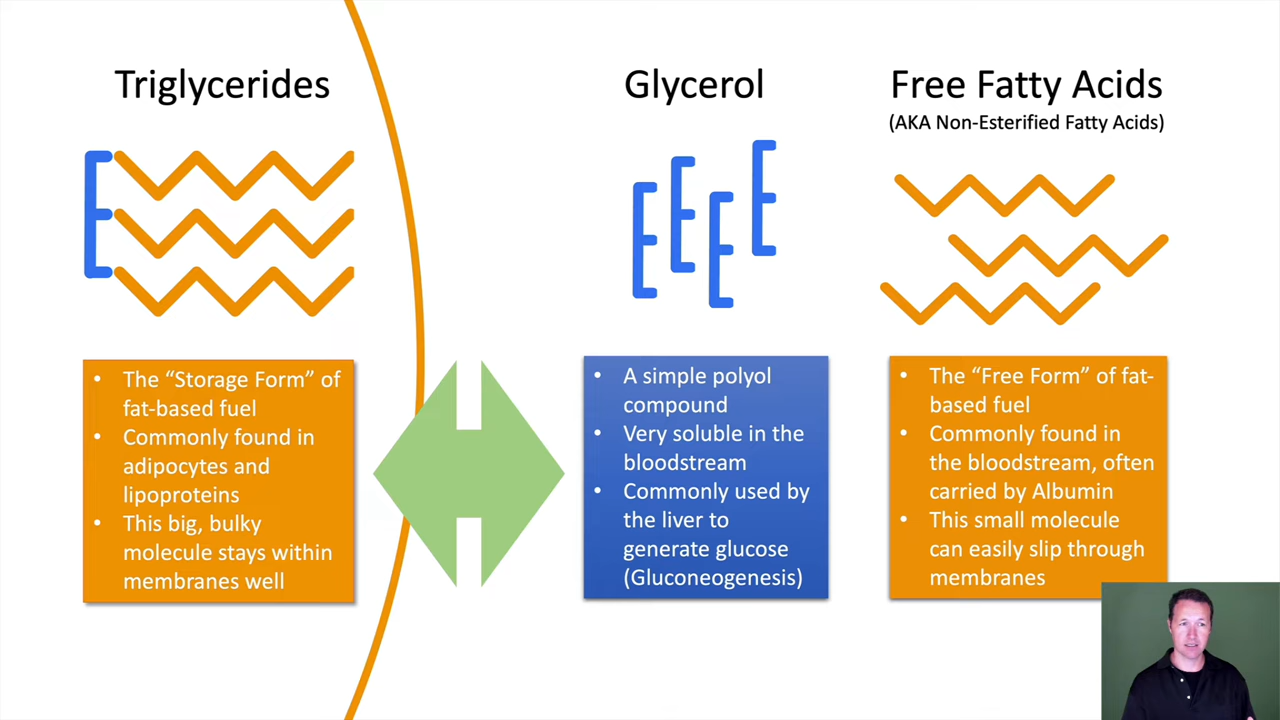 Triglycerides
• The “Storage Form” of
fat-based fuel
• Commonly found in
adipocytes and
lipoproteins
• This big, bulky
molecule stays within
membranes well
Glycerol
• A simple polyol
compound
• Very soluble in the
bloodstream
• Commonly used by
the liver to
generate glucose
(Gluconeogenesis)
Free Fatty Acids
(AKA Non-Esterified Fatty Acids)
• The “Free Form” of fat-
based fuel
• Commonly found in
the bloodstream, often
carried by Albumin
• This small molecule
can easily slip through
membranes